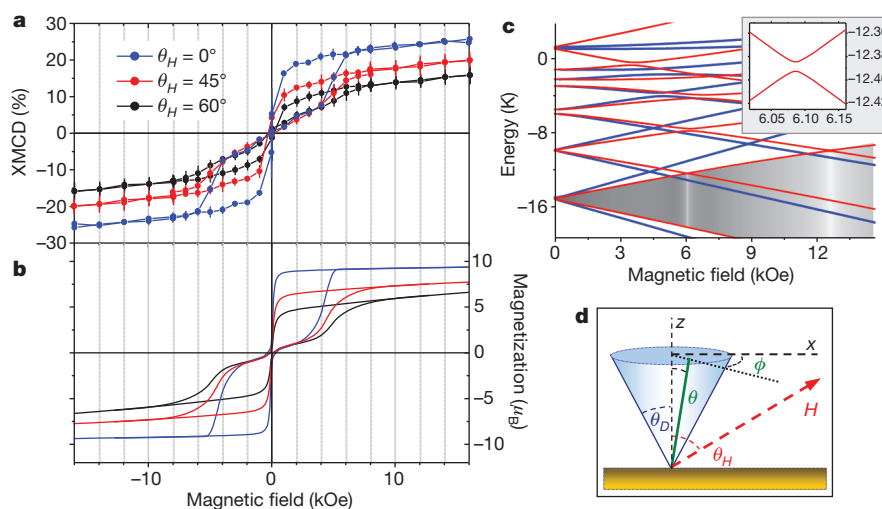 a
30
20
10
0
−10
−20
−30
XMCD (%)
θH = 0°
θH = 45°
θH = 60°
b
10
5
0
−5
−10
Magnetization (μB)
−10 0 10
Magnetic field (kOe)
c
0
−8
−16
Energy (K)
0 3 6 9 12
Magnetic field (kOe)
−12.36
−12.38
−12.40
6.05 6.10 6.15
d
z
x
ϕ
θ
θD
θH
H